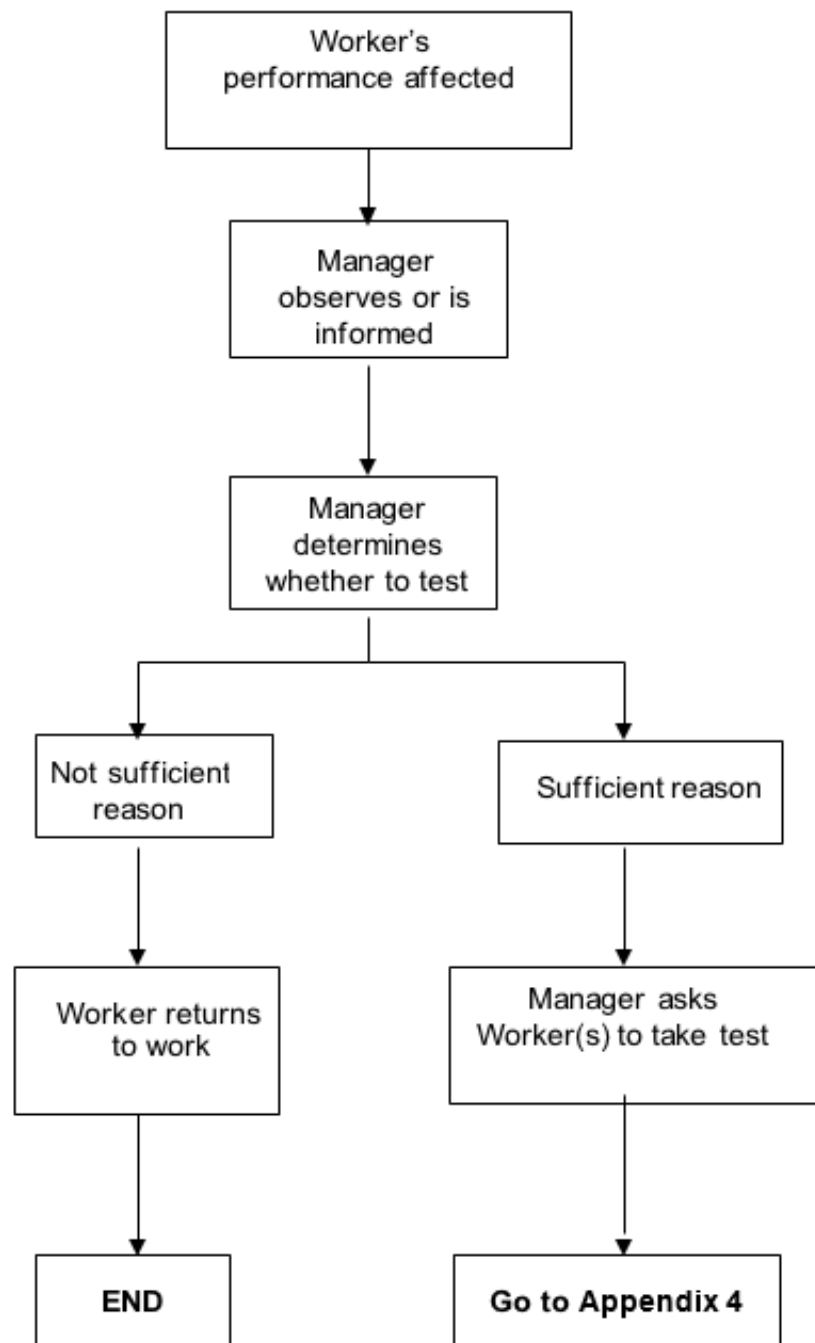 Worker's
performance affected
Manager
observes or is
informed
Manager
determines
whether to test
Not sufficient
reason
Sufficient reason
Worker returns
to work
Manager asks
Worker(s) to take test
END
Go to Appendix 4